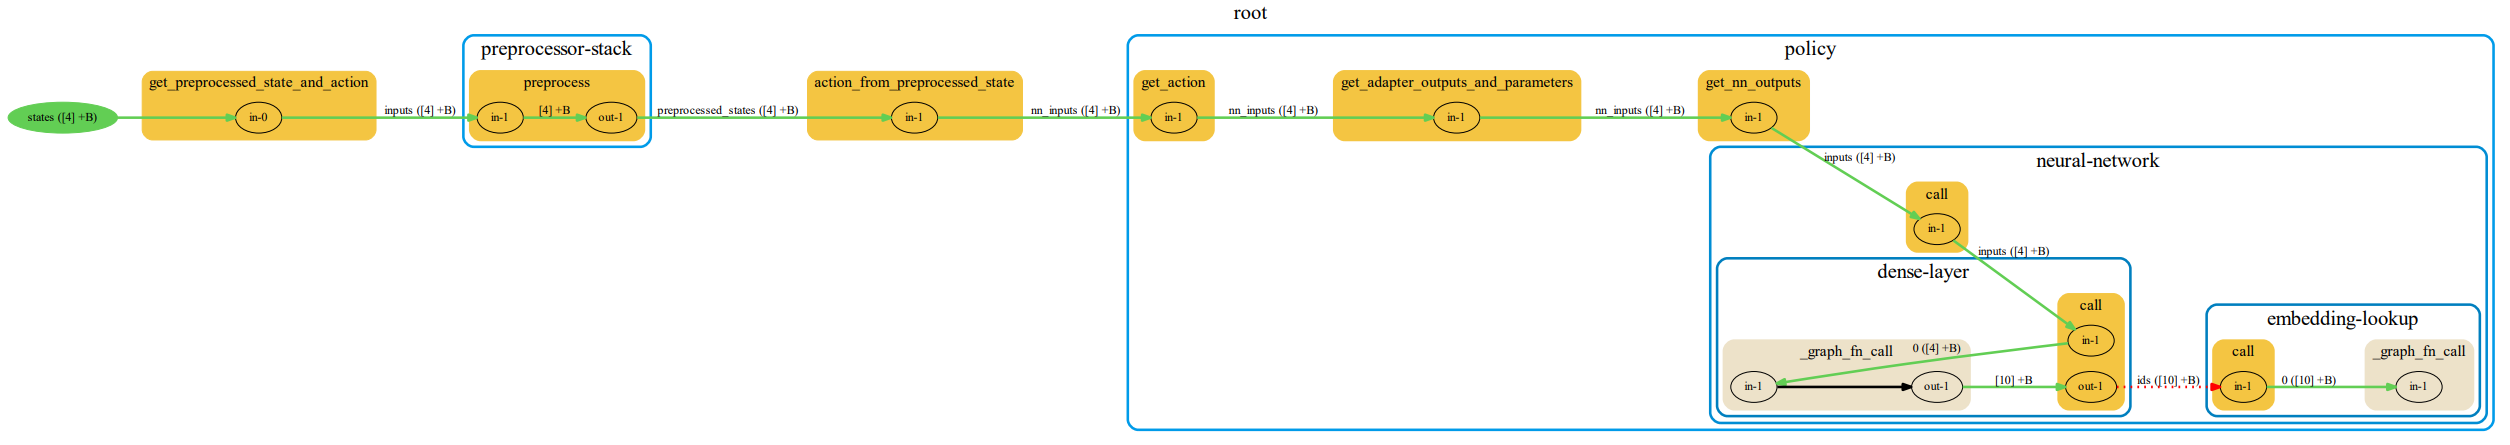 root
preprocessor-stack
policy
get_preprocessed_state_and_action
preprocess
action_from_preprocessed_state
get_action
get_adapter_outputs_and_parameters
get_nn_outputs
states ([4] +B)
in-0
inputs ([4] +B)
in-1
[4] +B
out-1
preprocessed_states ([4] +B)
in-1
nn_inputs ([4] +B)
in-1
nn_inputs ([4] +B)
in-1
nn_inputs ([4] +B)
in-1
inputs ([4] +B)
neural-network
call
in-1
inputs ([4] +B)
dense-layer
call
in-1
_graph_fn_call
0 ([4] +B)
in-1
out-1
[10] +B
out-1
ids ([10] +B)
embedding-lookup
call
in-1
0 ([10] +B)
_graph_fn_call
in-1